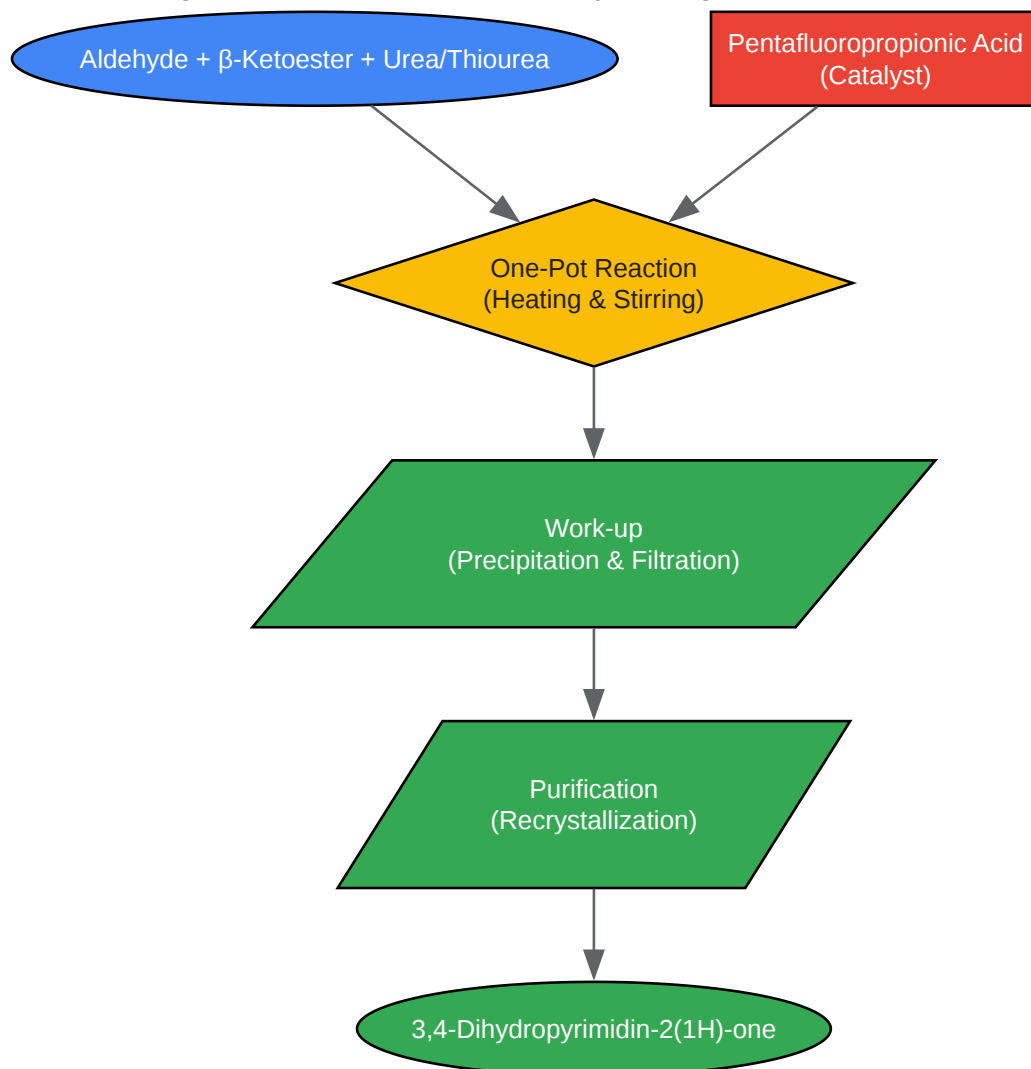 Aldehyde + β-Ketoester + Urea/Thiourea
Pentafluoropropionic Acid
(Catalyst)
One-Pot Reaction
(Heating & Stirring)
Work-up
(Precipitation & Filtration)
Purification
(Recrystallization)
3,4-Dihydropyrimidin-2(1H)-one